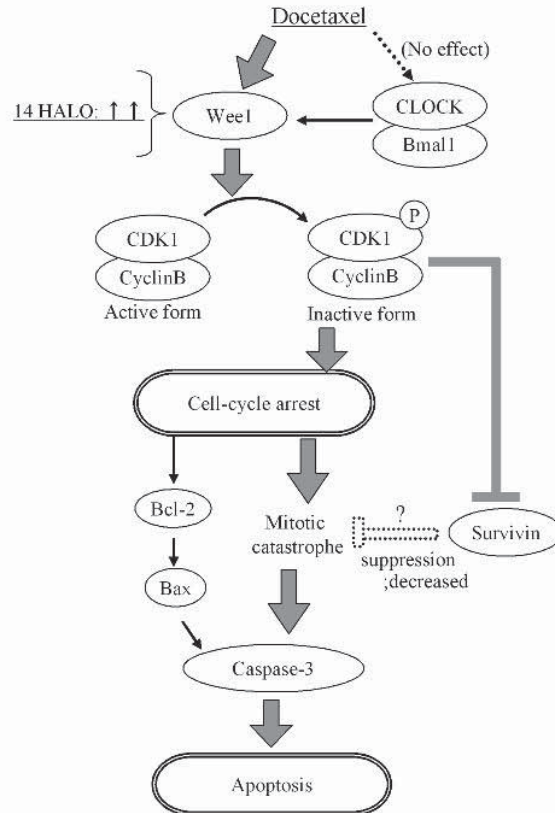 Docetaxel
(No effect)
14 HALO: ↑ ↑
Wee1
CLOCK
Bmal1
P
CDK1
CyclinB
Active form
CDK1
CyclinB
Inactive form
Cell-cycle arrest
Bcl-2
Bax
Mitotic
catastrophe
?
suppression
;decreased
Survivin
Caspase-3
Apoptosis